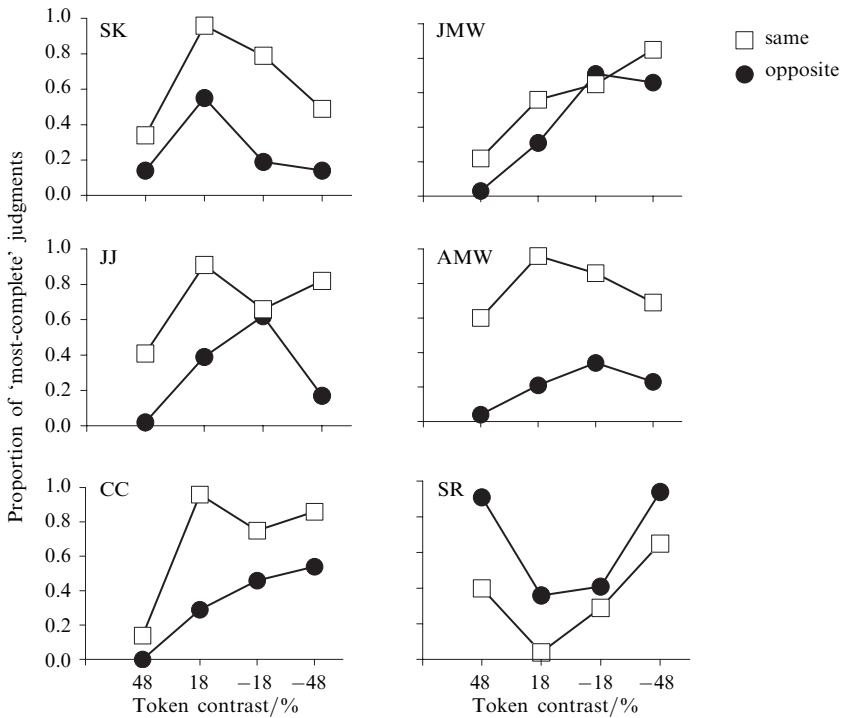 Proportion of 'most-complete' judgments
SK
1.0
0.8
0.6
0.4
0.2
0.0
JMW
same
opposite
JJ
1.0
0.8
0.6
0.4
0.2
0.0
AMW
CC
1.0
0.8
0.6
0.4
0.2
0.0
48 18 −18 −48
Token contrast/%
SR
48 18 −18 −48
Token contrast/%